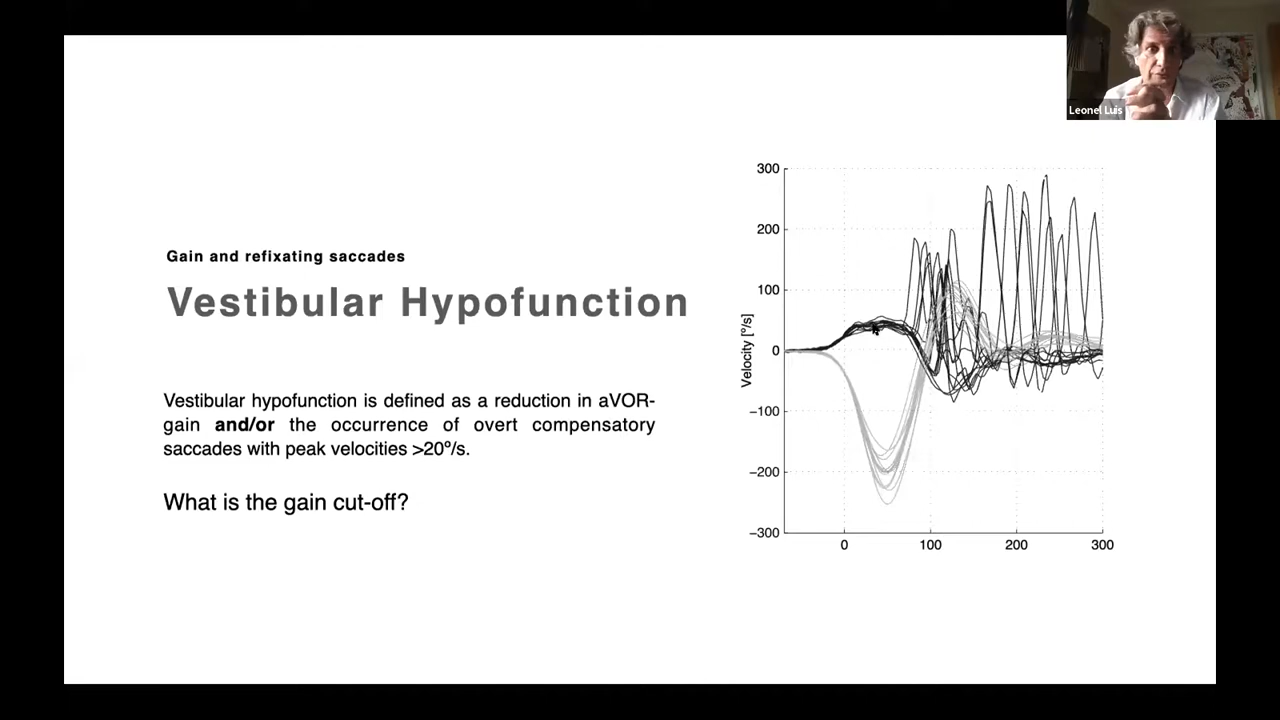 Leonel Luis
Gain and refixating saccades
Vestibular Hypofunction
Vestibular hypofunction is defined as a reduction in aVOR-
gain and/or the occurrence of overt compensatory
saccades with peak velocities >20º/s.
What is the gain cut-off?
Velocity [º/s]
300
200
100
0
−100
−200
−300
0 100 200 300